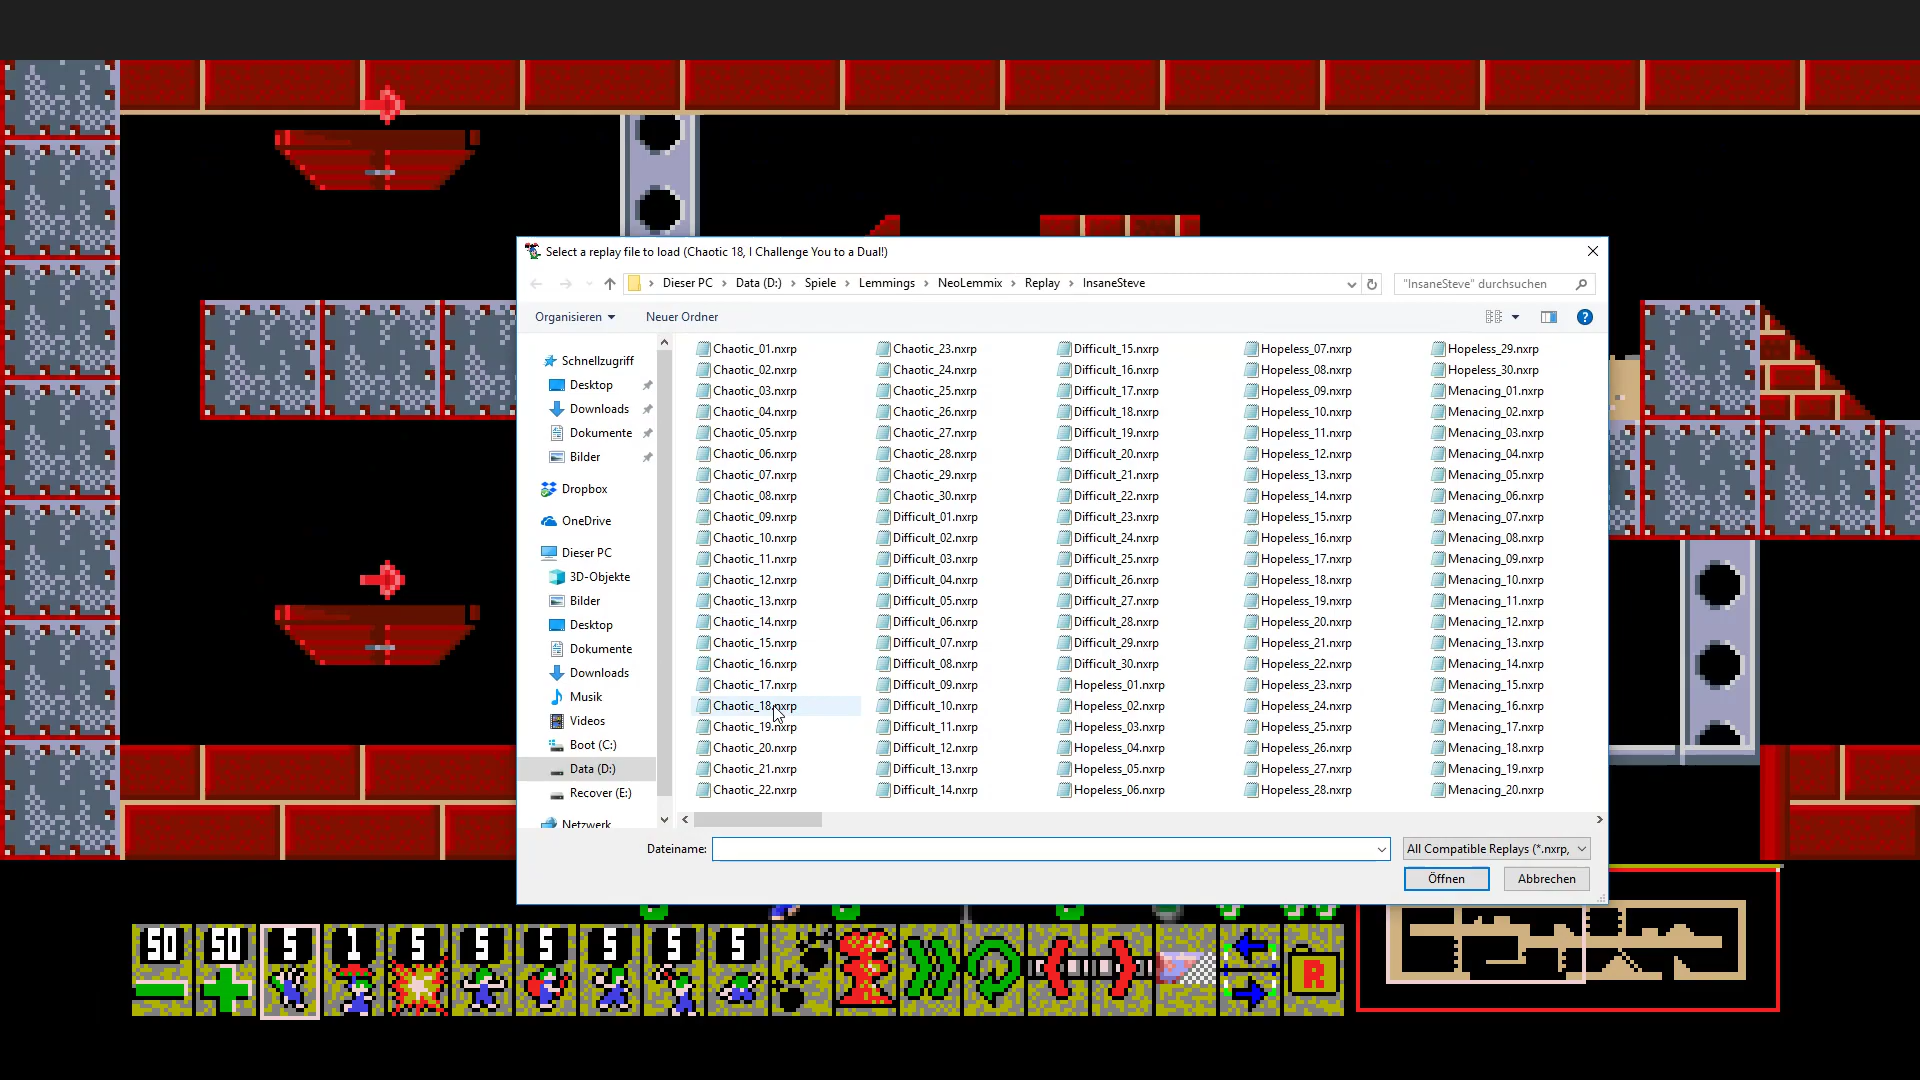 Select a replay file to load (Chaotic 18, I Challenge You to a Dual!)
Dieser PC > Data (D:) > Spiele > Lemmings > NeoLemmix > Replay > InsaneSteve
"InsaneSteve" durchsuchen
Organisieren
Neuer Ordner
Schnellzugriff
Desktop
Downloads
Dokumente
Bilder
Dropbox
OneDrive
Dieser PC
3D-Objekte
Bilder
Desktop
Dokumente
Downloads
Musik
Videos
Boot (C:)
Data (D:)
Recover (E:)
Netzwerk
Chaotic_01.nxrp
Chaotic_02.nxrp
Chaotic_03.nxrp
Chaotic_04.nxrp
Chaotic_05.nxrp
Chaotic_06.nxrp
Chaotic_07.nxrp
Chaotic_08.nxrp
Chaotic_09.nxrp
Chaotic_10.nxrp
Chaotic_11.nxrp
Chaotic_12.nxrp
Chaotic_13.nxrp
Chaotic_14.nxrp
Chaotic_15.nxrp
Chaotic_16.nxrp
Chaotic_17.nxrp
Chaotic_18.nxrp
Chaotic_19.nxrp
Chaotic_20.nxrp
Chaotic_21.nxrp
Chaotic_22.nxrp
Chaotic_23.nxrp
Chaotic_24.nxrp
Chaotic_25.nxrp
Chaotic_26.nxrp
Chaotic_27.nxrp
Chaotic_28.nxrp
Chaotic_29.nxrp
Chaotic_30.nxrp
Difficult_01.nxrp
Difficult_02.nxrp
Difficult_03.nxrp
Difficult_04.nxrp
Difficult_05.nxrp
Difficult_06.nxrp
Difficult_07.nxrp
Difficult_08.nxrp
Difficult_09.nxrp
Difficult_10.nxrp
Difficult_11.nxrp
Difficult_12.nxrp
Difficult_13.nxrp
Difficult_14.nxrp
Difficult_15.nxrp
Difficult_16.nxrp
Difficult_17.nxrp
Difficult_18.nxrp
Difficult_19.nxrp
Difficult_20.nxrp
Difficult_21.nxrp
Difficult_22.nxrp
Difficult_23.nxrp
Difficult_24.nxrp
Difficult_25.nxrp
Difficult_26.nxrp
Difficult_27.nxrp
Difficult_28.nxrp
Difficult_29.nxrp
Difficult_30.nxrp
Hopeless_01.nxrp
Hopeless_02.nxrp
Hopeless_03.nxrp
Hopeless_04.nxrp
Hopeless_05.nxrp
Hopeless_06.nxrp
Hopeless_07.nxrp
Hopeless_08.nxrp
Hopeless_09.nxrp
Hopeless_10.nxrp
Hopeless_11.nxrp
Hopeless_12.nxrp
Hopeless_13.nxrp
Hopeless_14.nxrp
Hopeless_15.nxrp
Hopeless_16.nxrp
Hopeless_17.nxrp
Hopeless_18.nxrp
Hopeless_19.nxrp
Hopeless_20.nxrp
Hopeless_21.nxrp
Hopeless_22.nxrp
Hopeless_23.nxrp
Hopeless_24.nxrp
Hopeless_25.nxrp
Hopeless_26.nxrp
Hopeless_27.nxrp
Hopeless_28.nxrp
Hopeless_29.nxrp
Hopeless_30.nxrp
Menacing_01.nxrp
Menacing_02.nxrp
Menacing_03.nxrp
Menacing_04.nxrp
Menacing_05.nxrp
Menacing_06.nxrp
Menacing_07.nxrp
Menacing_08.nxrp
Menacing_09.nxrp
Menacing_10.nxrp
Menacing_11.nxrp
Menacing_12.nxrp
Menacing_13.nxrp
Menacing_14.nxrp
Menacing_15.nxrp
Menacing_16.nxrp
Menacing_17.nxrp
Menacing_18.nxrp
Menacing_19.nxrp
Menacing_20.nxrp
Dateiname:
All Compatible Replays (*.nxrp,
Öffnen
Abbrechen
50 50 5 1 5 5 5 5 5 5
R